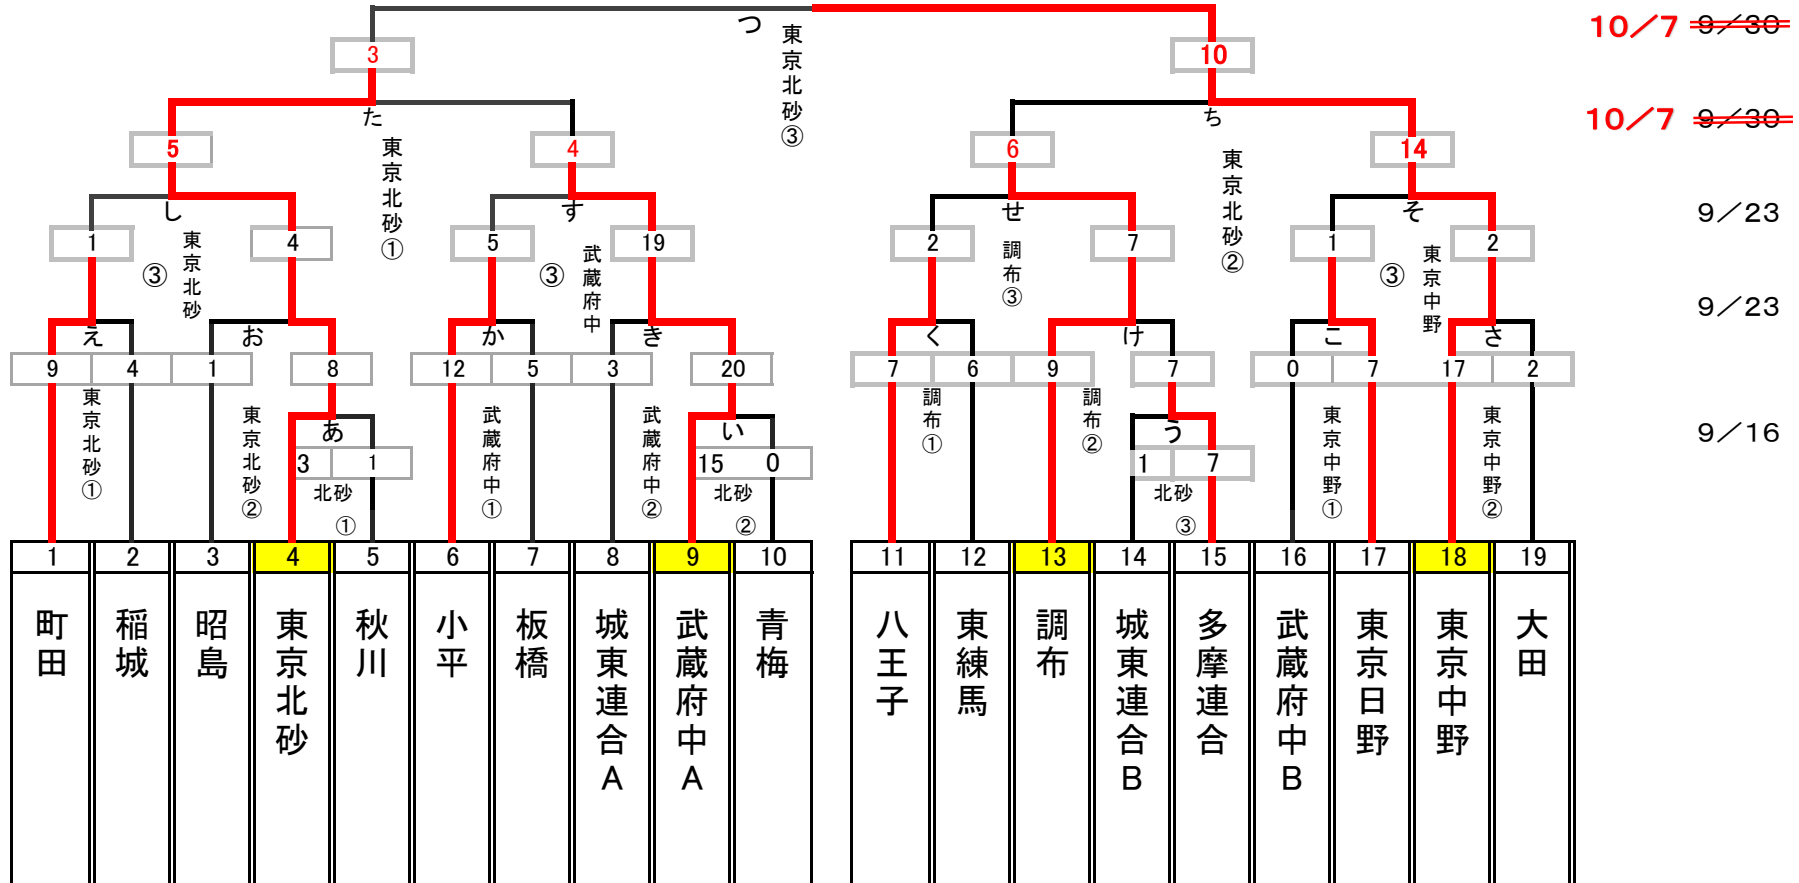 つ
東京北砂③
10/7 9/30
3
10
た
ち
10/7 9/30
東京北砂①
東京北砂②
5
4
6
14
し
す
せ
そ
9/23
1
4
5
19
2
7
1
2
③
東京北砂
③
武蔵府中
調布③
③
東京中野
9/23
え
お
か
き
く
け
こ
さ
9
4
1
8
12
5
3
20
7
6
9
7
0
7
17
2
東京北砂①
東京北砂②
武蔵府中①
武蔵府中②
調布①
調布②
東京中野①
東京中野②
あ
い
う
9/16
3
1
15
0
1
7
北砂①
北砂②
北砂③
1
2
3
4
5
6
7
8
9
10
11
12
13
14
15
16
17
18
19
町田
稲城
昭島
東京北砂
秋川
小平
板橋
城東連合A
武蔵府中A
青梅
八王子
東練馬
調布
城東連合B
多摩連合
武蔵府中B
東京日野
東京中野
大田